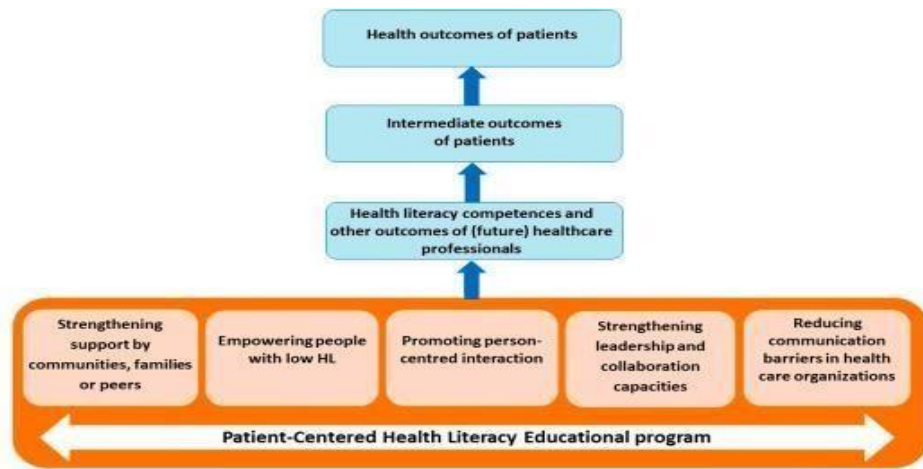 Health outcomes of patients
Intermediate outcomes
of patients
Health literacy competences and
other outcomes of (future) healthcare
professionals
Strengthening
support by
communities, families
or peers
Empowering people
with low HL
Promoting person-
centred interaction
Strengthening
leadership and
collaboration
capacities
Reducing
communication
barriers in health
care organizations
Patient-Centered Health Literacy Educational program